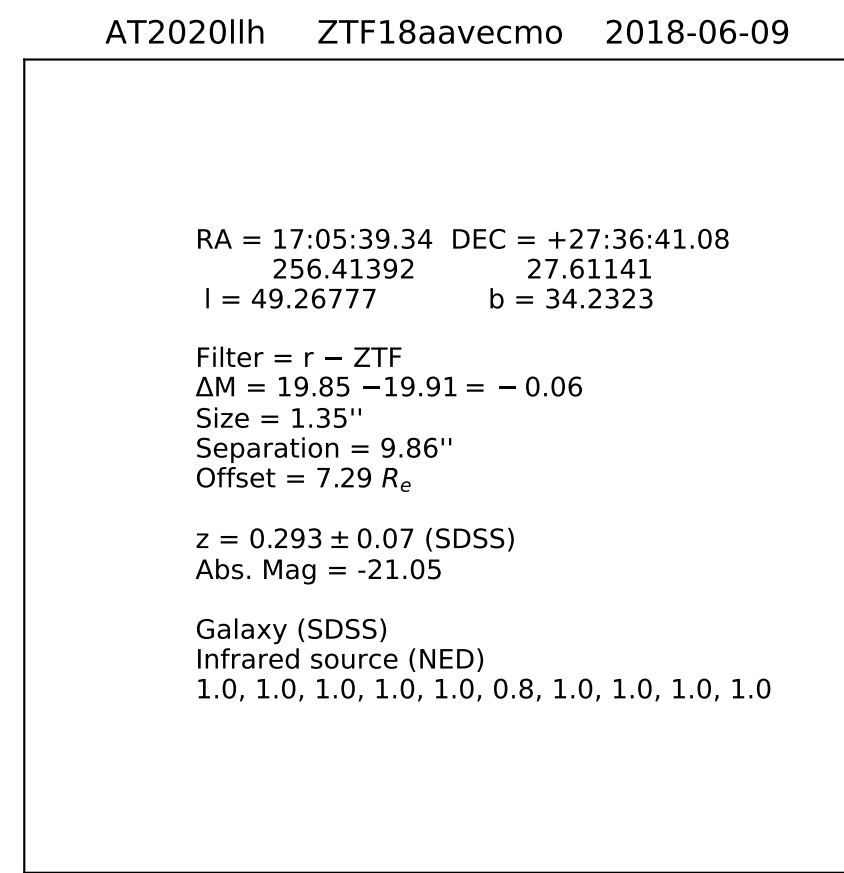 AT2020llh ZTF18aavecmo 2018-06-09
RA = 17:05:39.34 DEC = +27:36:41.08
256.41392 27.61141
l = 49.26777 b = 34.2323
Filter = r − ZTF
ΔM = 19.85 −19.91 = − 0.06
Size = 1.35''
Separation = 9.86''
Offset = 7.29 Rₑ
z = 0.293 ± 0.07 (SDSS)
Abs. Mag = -21.05
Galaxy (SDSS)
Infrared source (NED)
1.0, 1.0, 1.0, 1.0, 1.0, 0.8, 1.0, 1.0, 1.0, 1.0